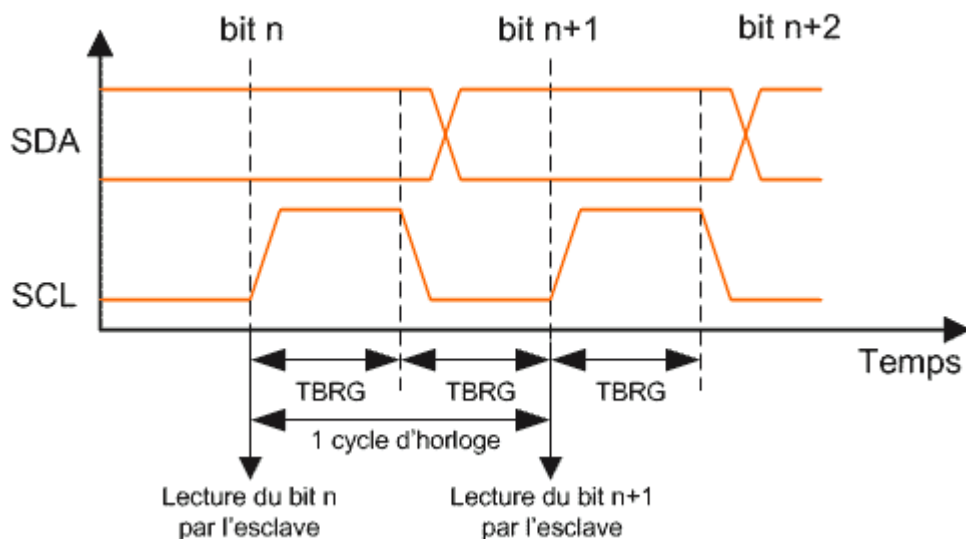 bit n
bit n+1
bit n+2
SDA
SCL
Temps
TBRG
TBRG
TBRG
1 cycle d'horloge
Lecture du bit n
par l'esclave
Lecture du bit n+1
par l'esclave